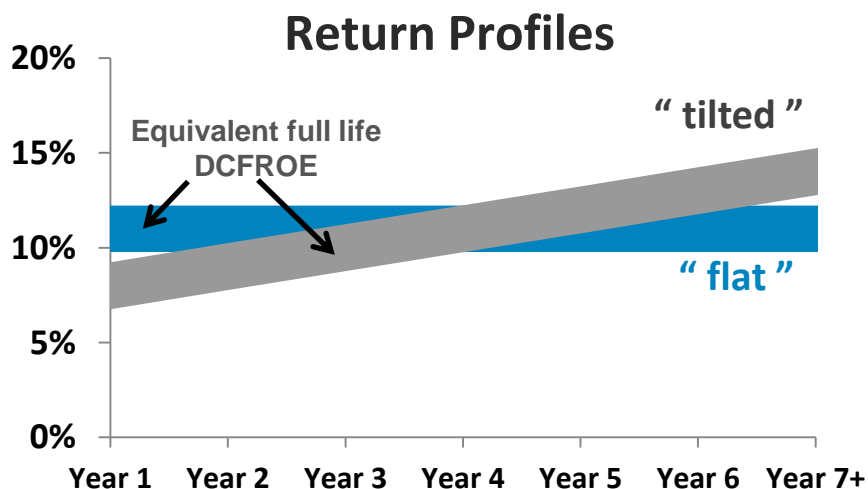 Return Profiles
20%
“ tilted ”
Equivalent full life
DCFROE
15%
10%
“ flat ”
5%
0%
Year 1 Year 2 Year 3 Year 4 Year 5 Year 6 Year 7+